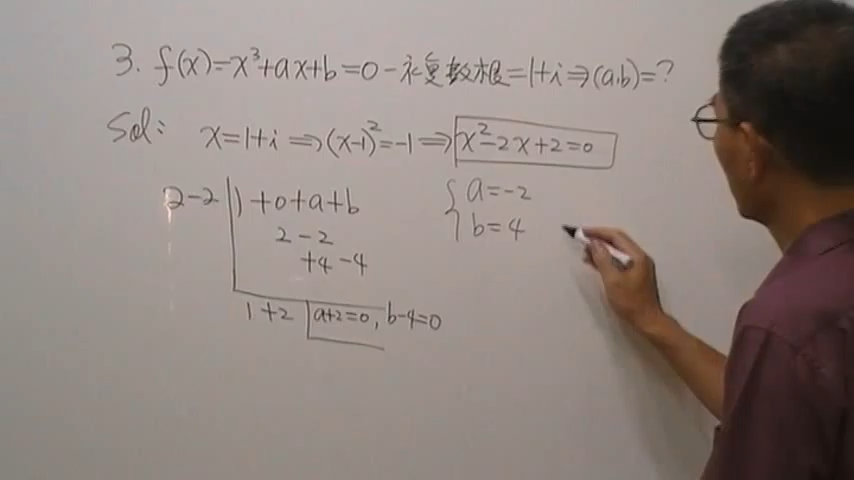 3. f(x)=x³+ax+b=0一複數根=1+i⇒(a,b)=?
Sol: x=1+i⇒(x-1)²=-1⇒x²-2x+2=0
2-2 | 1+0+a+b
2-2
+4-4
1+2 | a+2=0, b-4=0
{ a=-2
b=4